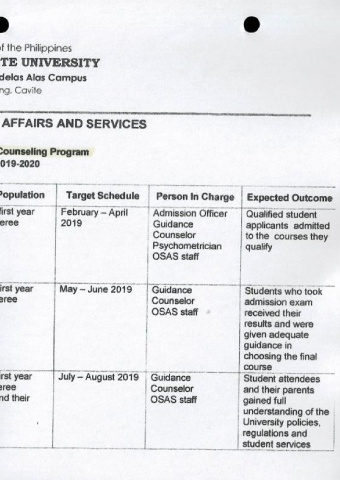 of the Philippines
TE UNIVERSITY
delas Alas Campus
ng, Cavite
AFFAIRS AND SERVICES
Counseling Program
2019-2020
Population Target Schedule Person In Charge Expected Outcome
first year
eree
February – April
2019
Admission Officer
Guidance
Counselor
Psychometrician
OSAS staff
Qualified student
applicants admitted
to the courses they
qualify
irst year
eree
May – June 2019
Guidance
Counselor
OSAS staff
Students who took
admission exam
received their
results and were
given adequate
guidance in
choosing the final
course
irst year
eree
nd their
July – August 2019
Guidance
Counselor
OSAS staff
Student attendees
and their parents
gained full
understanding of the
University policies,
regulations and
student services